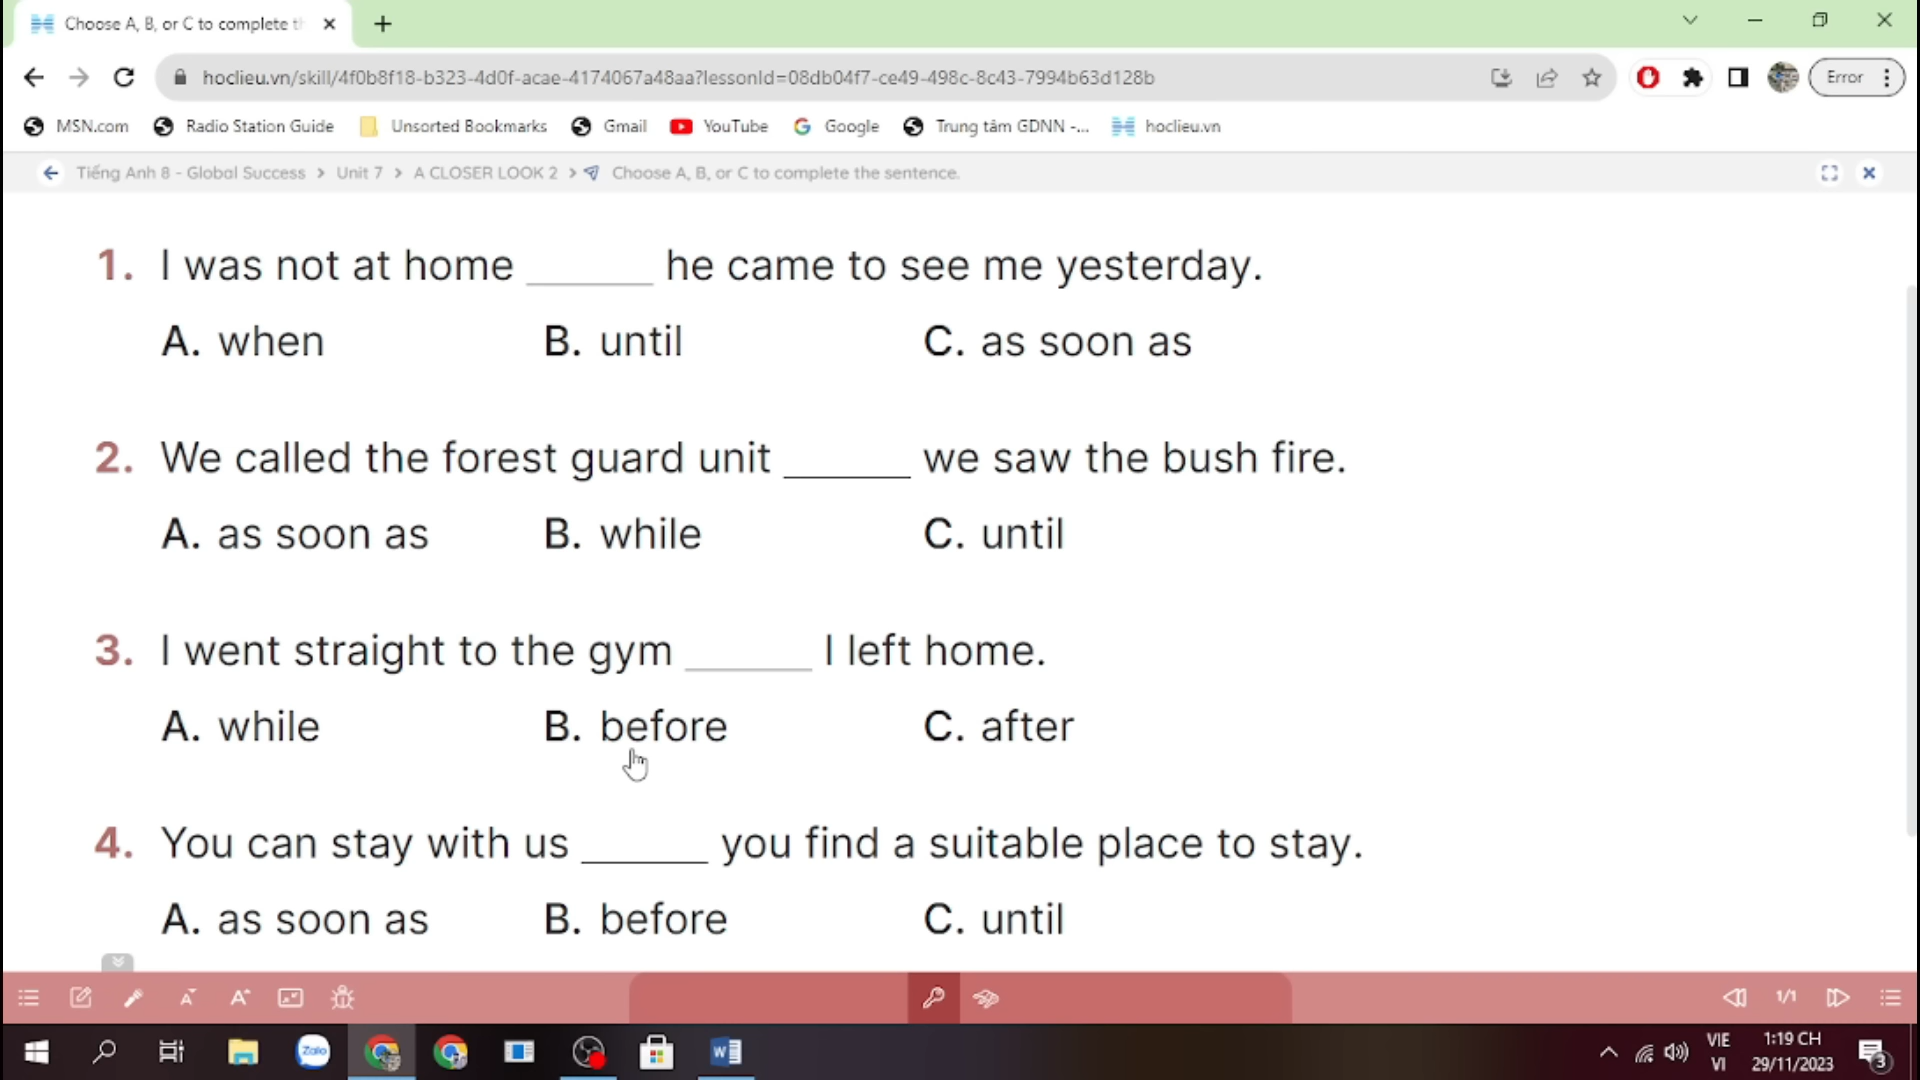 Choose A, B, or C to complete th
hoclieu.vn/skill/4f0b8f18-b323-4d0f-acae-4174067a48aa?lessonId=08db04f7-ce49-498c-8c43-7994b63d128b
Error
MSN.com Radio Station Guide Unsorted Bookmarks Gmail YouTube Google Trung tâm GDNN -... hoclieu.vn
Tiếng Anh 8 - Global Success > Unit 7 > A CLOSER LOOK 2 > Choose A, B, or C to complete the sentence.
1. I was not at home ______ he came to see me yesterday.
A. when B. until C. as soon as
2. We called the forest guard unit ______ we saw the bush fire.
A. as soon as B. while C. until
3. I went straight to the gym ______ I left home.
A. while B. before C. after
4. You can stay with us ______ you find a suitable place to stay.
A. as soon as B. before C. until
1/1
Zalo
VIE
VI
1:19 CH
29/11/2023
3